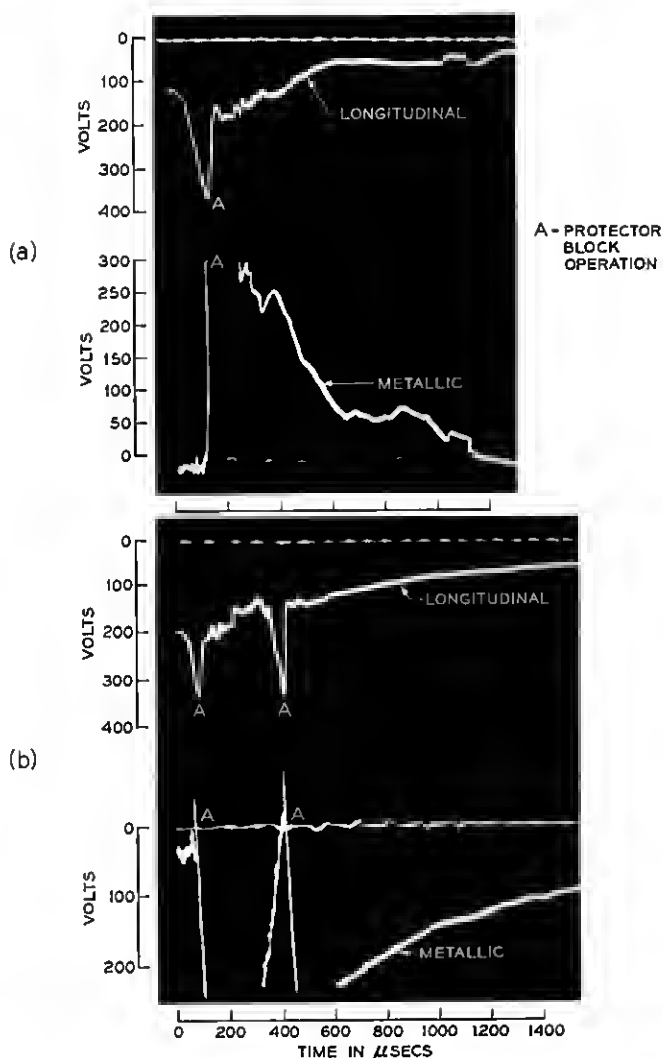 (a)
0
100
200
300
400
VOLTS
LONGITUDINAL
A
A - PROTECTOR
BLOCK
OPERATION
300
250
200
150
100
50
0
VOLTS
A
METALLIC
(b)
0
100
200
300
400
VOLTS
LONGITUDINAL
A
A
0
100
200
VOLTS
A
A
METALLIC
0 200 400 600 800 1000 1200 1400
TIME IN μSECS